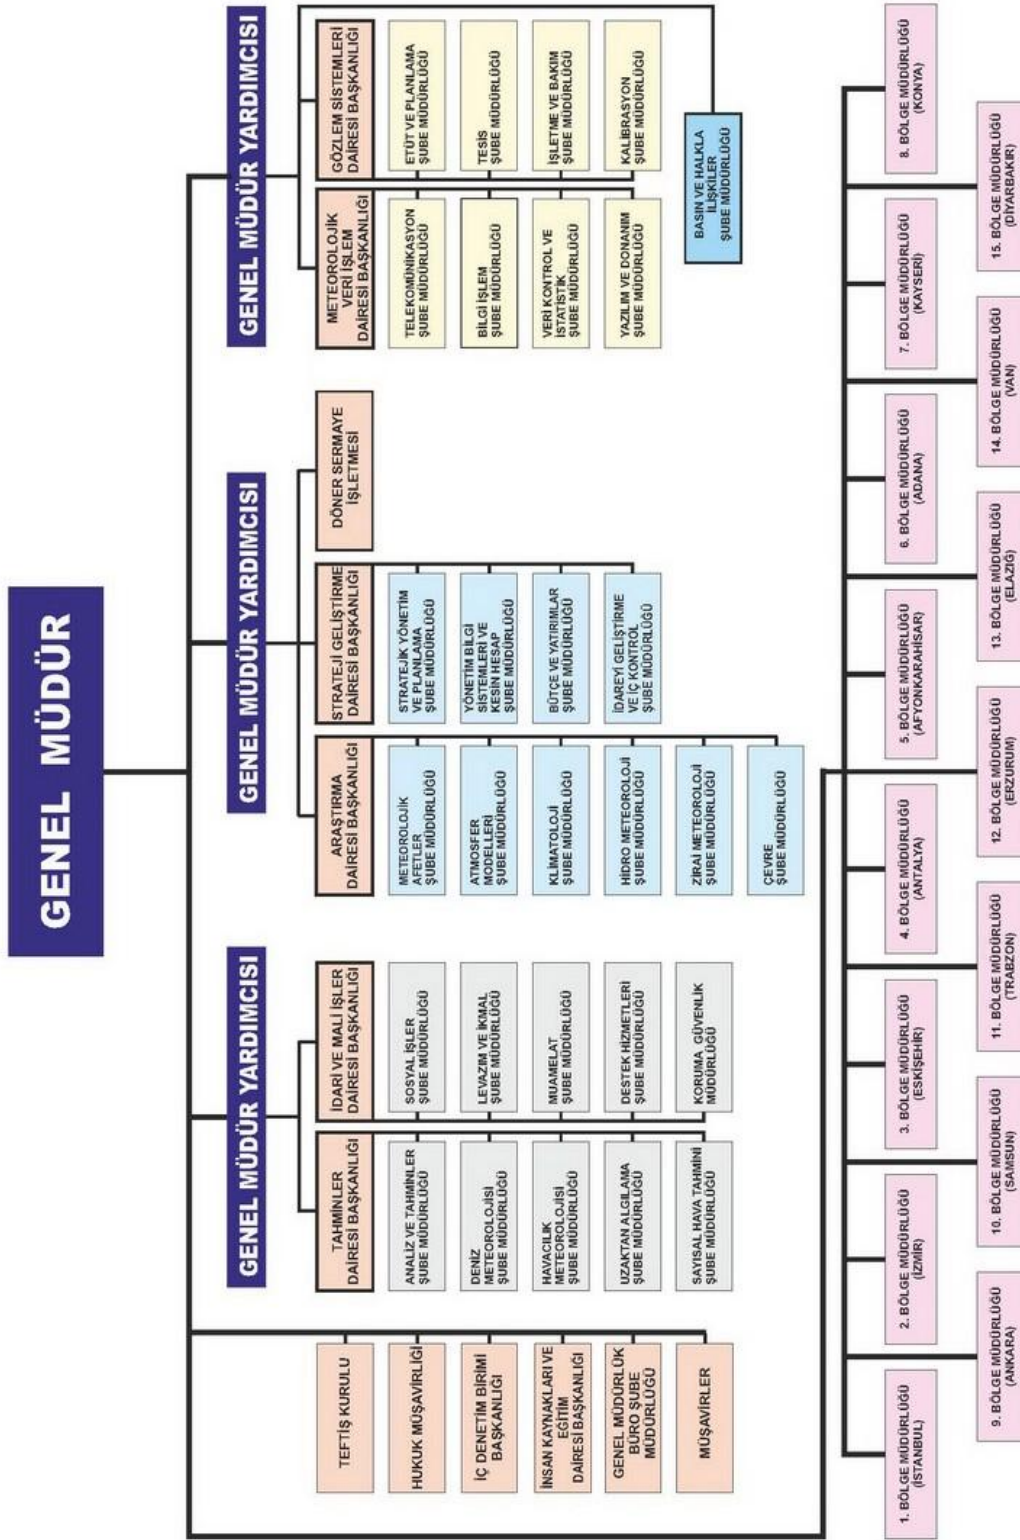 GENEL MÜDÜR
GENEL MÜDÜR YARDIMCISI
GENEL MÜDÜR YARDIMCISI
GENEL MÜDÜR YARDIMCISI
TEFTİŞ KURULU
HUKUK MÜŞAVİRLİĞİ
İÇ DENETİM BİRİMİ
BAŞKANLIĞI
İNSAN KAYNAKLARI VE
EĞİTİM
DAİRESİ BAŞKANLIĞI
GENEL MÜDÜRLÜK
BÜRO ŞUBE
MÜDÜRLÜĞÜ
MÜŞAVİRLER
TAHMİNLER
DAİRESİ BAŞKANLIĞI
ANALİZ VE TAHMİNLER
ŞUBE MÜDÜRLÜĞÜ
DENİZ
METEOROLOJİSİ
ŞUBE MÜDÜRLÜĞÜ
HAVACILIK
METEOROLOJİSİ
ŞUBE MÜDÜRLÜĞÜ
UZAKTAN ALGILAMA
ŞUBE MÜDÜRLÜĞÜ
SAYISAL HAVA TAHMİNİ
ŞUBE MÜDÜRLÜĞÜ
İDARİ VE MALİ İŞLER
DAİRESİ BAŞKANLIĞI
SOSYAL İŞLER
ŞUBE MÜDÜRLÜĞÜ
LEVAZIM VE İKMAL
ŞUBE MÜDÜRLÜĞÜ
MUAMELAT
ŞUBE MÜDÜRLÜĞÜ
DESTEK HİZMETLERİ
ŞUBE MÜDÜRLÜĞÜ
KORUMA GÜVENLİK
MÜDÜRLÜĞÜ
ARAŞTIRMA
DAİRESİ BAŞKANLIĞI
METEOROLOJİK
AFETLER
ŞUBE MÜDÜRLÜĞÜ
ATMOSFER
MODELLERİ
ŞUBE MÜDÜRLÜĞÜ
KLİMATOLOJİ
ŞUBE MÜDÜRLÜĞÜ
HİDRO METEOROLOJİ
ŞUBE MÜDÜRLÜĞÜ
ZİRAİ METEOROLOJİ
ŞUBE MÜDÜRLÜĞÜ
ÇEVRE
ŞUBE MÜDÜRLÜĞÜ
STRATEJİ GELİŞTİRME
DAİRESİ BAŞKANLIĞI
STRATEJİK YÖNETİM
VE PLANLAMA
ŞUBE MÜDÜRLÜĞÜ
YÖNETİM BİLGİ
SİSTEMLERİ VE
KESİN HESAP
ŞUBE MÜDÜRLÜĞÜ
BÜTÇE VE YATIRIMLAR
ŞUBE MÜDÜRLÜĞÜ
İDAREYİ GELİŞTİRME
VE İÇ KONTROL
ŞUBE MÜDÜRLÜĞÜ
DÖNER SERMAYE
İŞLETMESİ
METEOROLOJİK
VERİ İŞLEM
DAİRESİ BAŞKANLIĞI
TELEKOMÜNİKASYON
ŞUBE MÜDÜRLÜĞÜ
BİLGİ İŞLEM
ŞUBE MÜDÜRLÜĞÜ
VERİ KONTROL VE
İSTATİSTİK
ŞUBE MÜDÜRLÜĞÜ
YAZILIM VE DONANIM
ŞUBE MÜDÜRLÜĞÜ
GÖZLEM SİSTEMLERİ
DAİRESİ BAŞKANLIĞI
ETÜT VE PLANLAMA
ŞUBE MÜDÜRLÜĞÜ
TESİS
ŞUBE MÜDÜRLÜĞÜ
İŞLETME VE BAKIM
ŞUBE MÜDÜRLÜĞÜ
KALİBRASYON
ŞUBE MÜDÜRLÜĞÜ
BASIN VE HALKLA
İLİŞKİLER
ŞUBE MÜDÜRLÜĞÜ
1. BÖLGE MÜDÜRLÜĞÜ
(İSTANBUL)
2. BÖLGE MÜDÜRLÜĞÜ
(İZMİR)
3. BÖLGE MÜDÜRLÜĞÜ
(ESKİŞEHİR)
4. BÖLGE MÜDÜRLÜĞÜ
(ANTALYA)
5. BÖLGE MÜDÜRLÜĞÜ
(AFYONKARAHİSAR)
6. BÖLGE MÜDÜRLÜĞÜ
(ADANA)
7. BÖLGE MÜDÜRLÜĞÜ
(KAYSERİ)
8. BÖLGE MÜDÜRLÜĞÜ
(KONYA)
9. BÖLGE MÜDÜRLÜĞÜ
(ANKARA)
10. BÖLGE MÜDÜRLÜĞÜ
(SAMSUN)
11. BÖLGE MÜDÜRLÜĞÜ
(TRABZON)
12. BÖLGE MÜDÜRLÜĞÜ
(ERZURUM)
13. BÖLGE MÜDÜRLÜĞÜ
(ELAZIĞ)
14. BÖLGE MÜDÜRLÜĞÜ
(VAN)
15. BÖLGE MÜDÜRLÜĞÜ
(DİYARBAKIR)